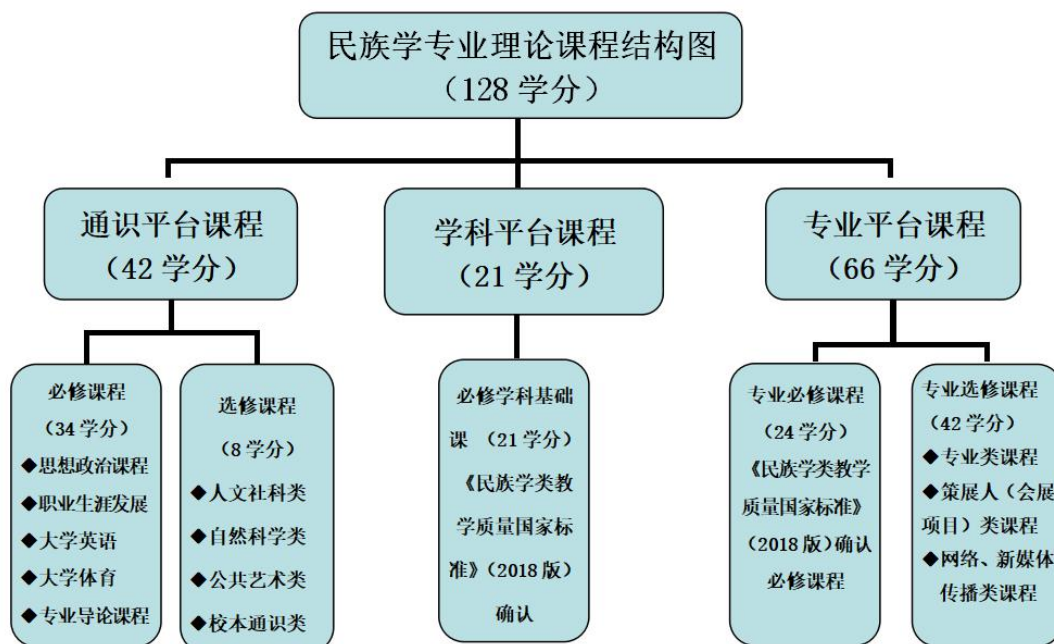 民族学专业理论课程结构图
（128 学分）
通识平台课程
（42 学分）
学科平台课程
（21 学分）
专业平台课程
（66 学分）
必修课程
（34 学分）
◆思想政治课程
◆职业生涯发展
◆大学英语
◆大学体育
◆专业导论课程
选修课程
（8 学分）
◆人文社科类
◆自然科学类
◆公共艺术类
◆校本通识类
必修学科基础
课 （21 学分）
《民族学类教
学质量国家标
准》（2018 版）
确认
专业必修课程
（24 学分）
《民族学类教学
质量国家标准》
（2018 版）确认
必修课程
专业选修课程
（42 学分）
◆专业类课程
◆策展人（会展
项目）类课程
◆网络、新媒体
传播类课程